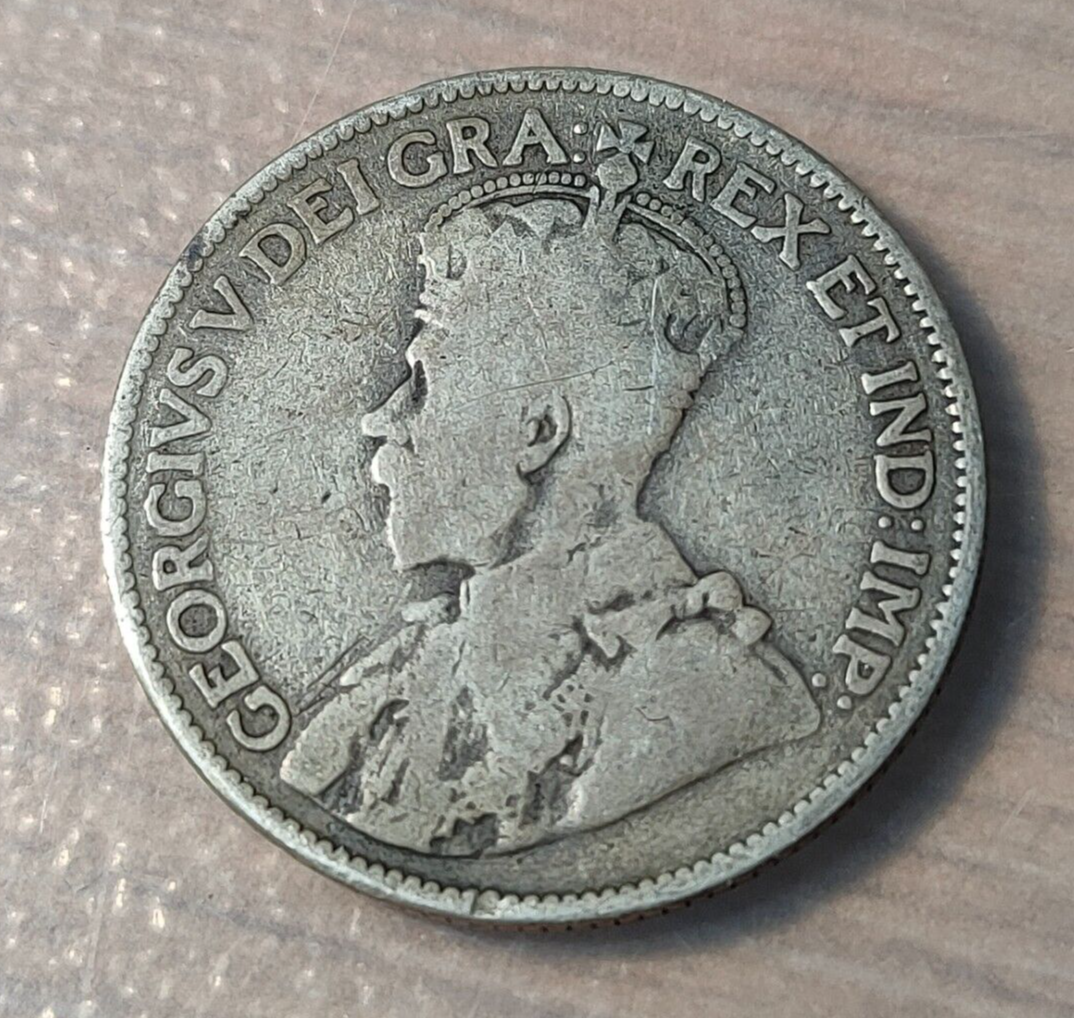 GEORGIVS V DEI GRA: REX ET IND: IMP: